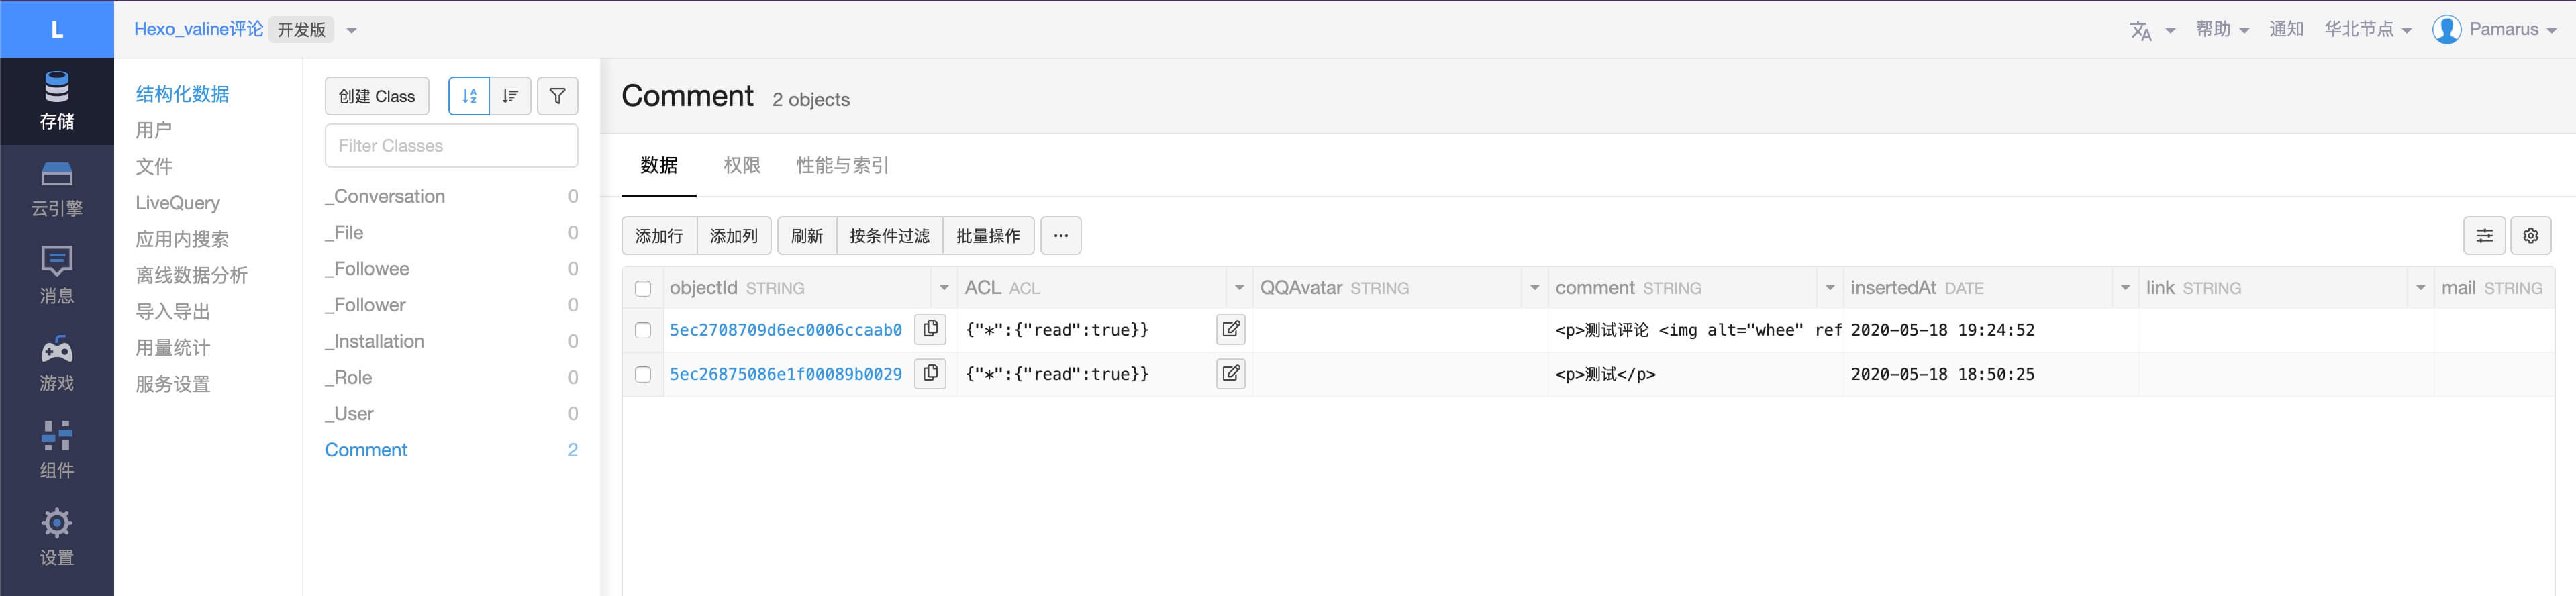 L
Hexo_valine评论 开发版
帮助 通知 华北节点 Pamarus
存储
云引擎
消息
游戏
组件
设置
结构化数据
用户
文件
LiveQuery
应用内搜索
离线数据分析
导入导出
用量统计
服务设置
创建 Class
Filter Classes
_Conversation 0
_File 0
_Followee 0
_Follower 0
_Installation 0
_Role 0
_User 0
Comment 2
Comment 2 objects
数据 权限 性能与索引
添加行 添加列 刷新 按条件过滤 批量操作 ...
objectId STRING ACL ACL QQAvatar STRING comment STRING insertedAt DATE link STRING mail STRING
5ec2708709d6ec0006ccaab0 {"*":{"read":true}} <p>测试评论 <img alt="whee" ref 2020-05-18 19:24:52
5ec26875086e1f00089b0029 {"*":{"read":true}} <p>测试</p> 2020-05-18 18:50:25